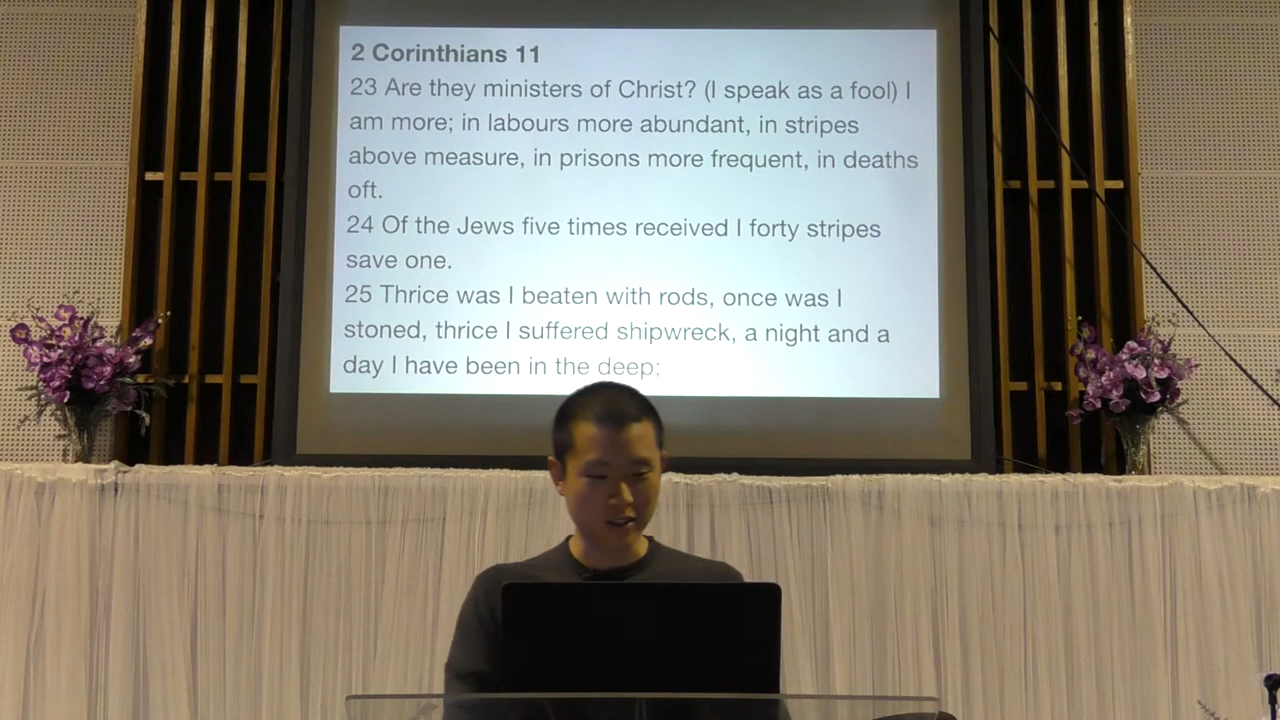 2 Corinthians 11
23 Are they ministers of Christ? (I speak as a fool) I
am more; in labours more abundant, in stripes
above measure, in prisons more frequent, in deaths
oft.
24 Of the Jews five times received I forty stripes
save one.
25 Thrice was I beaten with rods, once was I
stoned, thrice I suffered shipwreck, a night and a
day I have been in the deep;